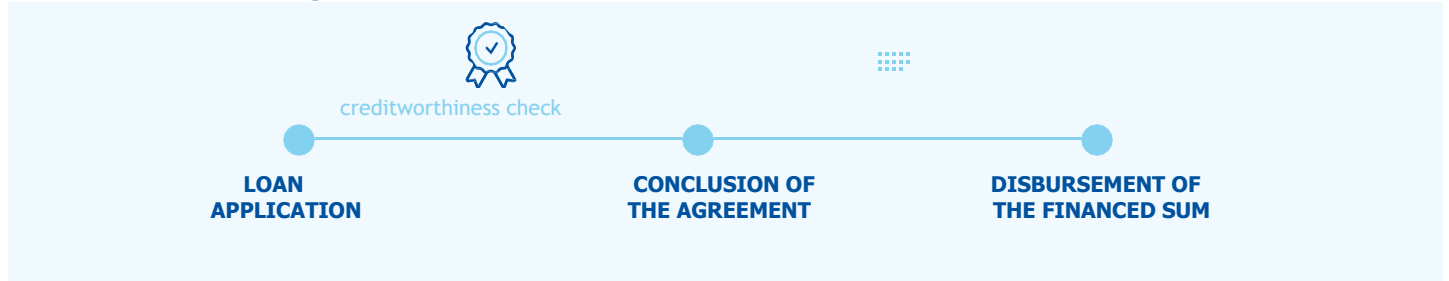 creditworthiness check
LOAN
APPLICATION
CONCLUSION OF
THE AGREEMENT
DISBURSEMENT OF
THE FINANCED SUM